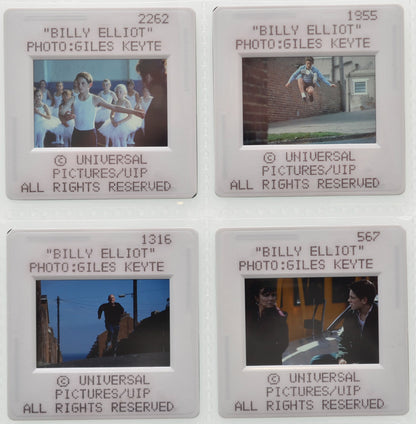 2262
"BILLY ELLIOT"
PHOTO:GILES KEYTE
© UNIVERSAL
PICTURES/UIP
ALL RIGHTS RESERVED
1955
"BILLY ELLIOT"
PHOTO:GILES KEYTE
© UNIVERSAL
PICTURES/UIP
ALL RIGHTS RESERVED
1316
"BILLY ELLIOT"
PHOTO:GILES KEYTE
© UNIVERSAL
PICTURES/UIP
ALL RIGHTS RESERVED
567
"BILLY ELLIOT"
PHOTO:GILES KEYTE
© UNIVERSAL
PICTURES/UIP
ALL RIGHTS RESERVED